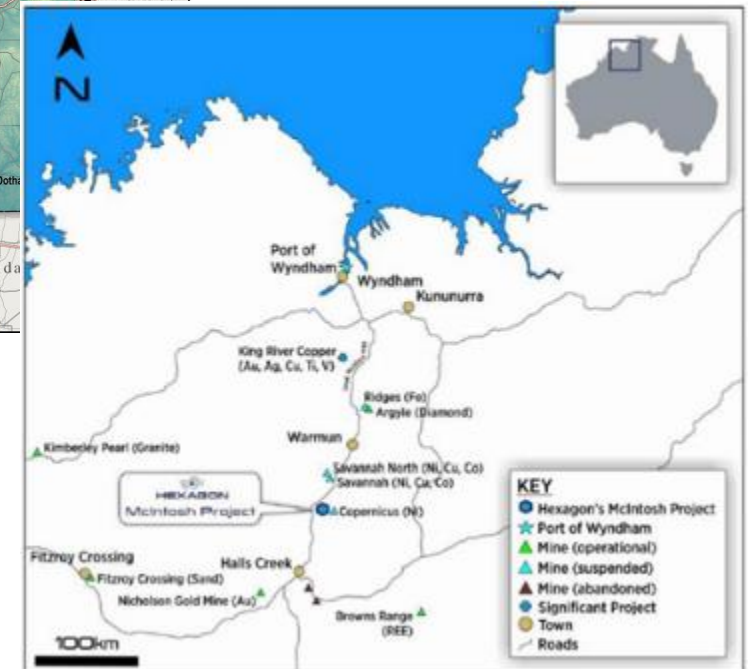 N
Port of
Wyndham
Wyndham
Kununurra
King River Copper
(Au, Ag, Cu, Ti, V)
Ridges (Fe)
Argyle (Diamond)
Warmun
Kimberley Pearl (Granite)
Savannah North (Ni, Cu, Co)
Savannah (Ni, Cu, Co)
HEXAGON
McIntosh Project
Copernicus (Ni)
Fitzroy Crossing
Fitzroy Crossing (Sand)
Halls Creek
Nicholson Gold Mine (Au)
Browns Range
(REE)
100km
KEY
Hexagon's McIntosh Project
Port of Wyndham
Mine (operational)
Mine (suspended)
Mine (abandoned)
Significant Project
Town
Roads